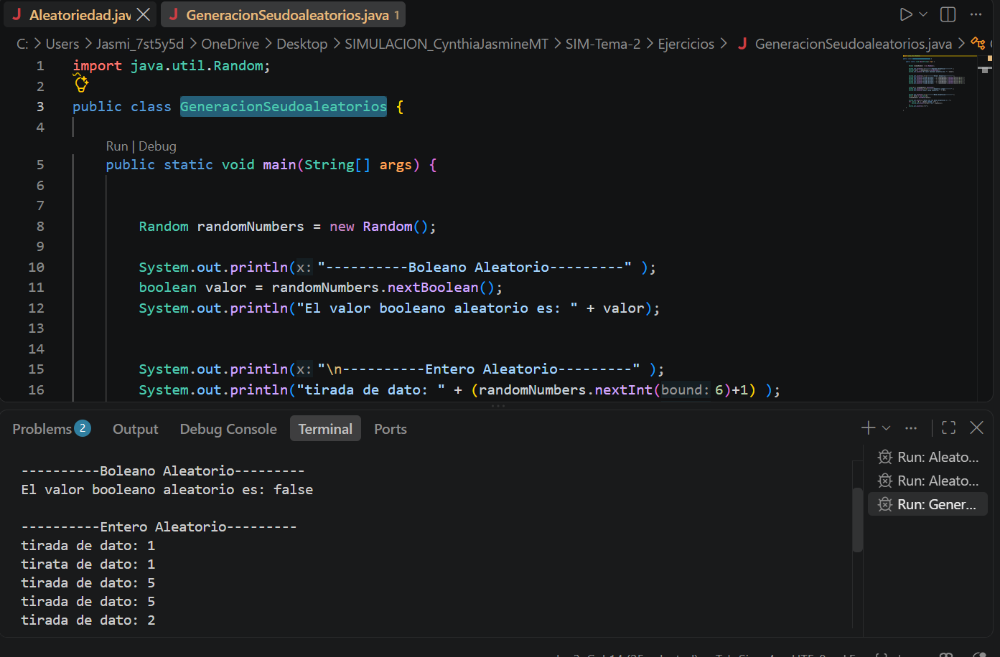 Aleatoriedad.jav
GeneracionSeudoaleatorios.java 1
C: > Users > Jasmi_7st5y5d > OneDrive > Desktop > SIMULACION_CynthiaJasmineMT > SIM-Tema-2 > Ejercicios > J GeneracionSeudoaleatorios.java >
1 import java.util.Random;
2
3 public class GeneracionSeudoaleatorios {
4
Run | Debug
5 public static void main(String[] args) {
6
7
8 Random randomNumbers = new Random();
9
10 System.out.println(x: "----------Boleano Aleatorio---------" );
11 boolean valor = randomNumbers.nextBoolean();
12 System.out.println("El valor booleano aleatorio es: " + valor);
13
14
15 System.out.println(x: "\n----------Entero Aleatorio---------" );
16 System.out.println("tirada de dato: " + (randomNumbers.nextInt(bound: 6)+1) );
Problems 2 Output Debug Console Terminal Ports
----------Boleano Aleatorio---------
El valor booleano aleatorio es: false
----------Entero Aleatorio---------
tirada de dato: 1
tirata de dato: 1
tirada de dato: 5
tirada de dato: 5
tirada de dato: 2
Run: Aleato...
Run: Aleato...
Run: Gener...